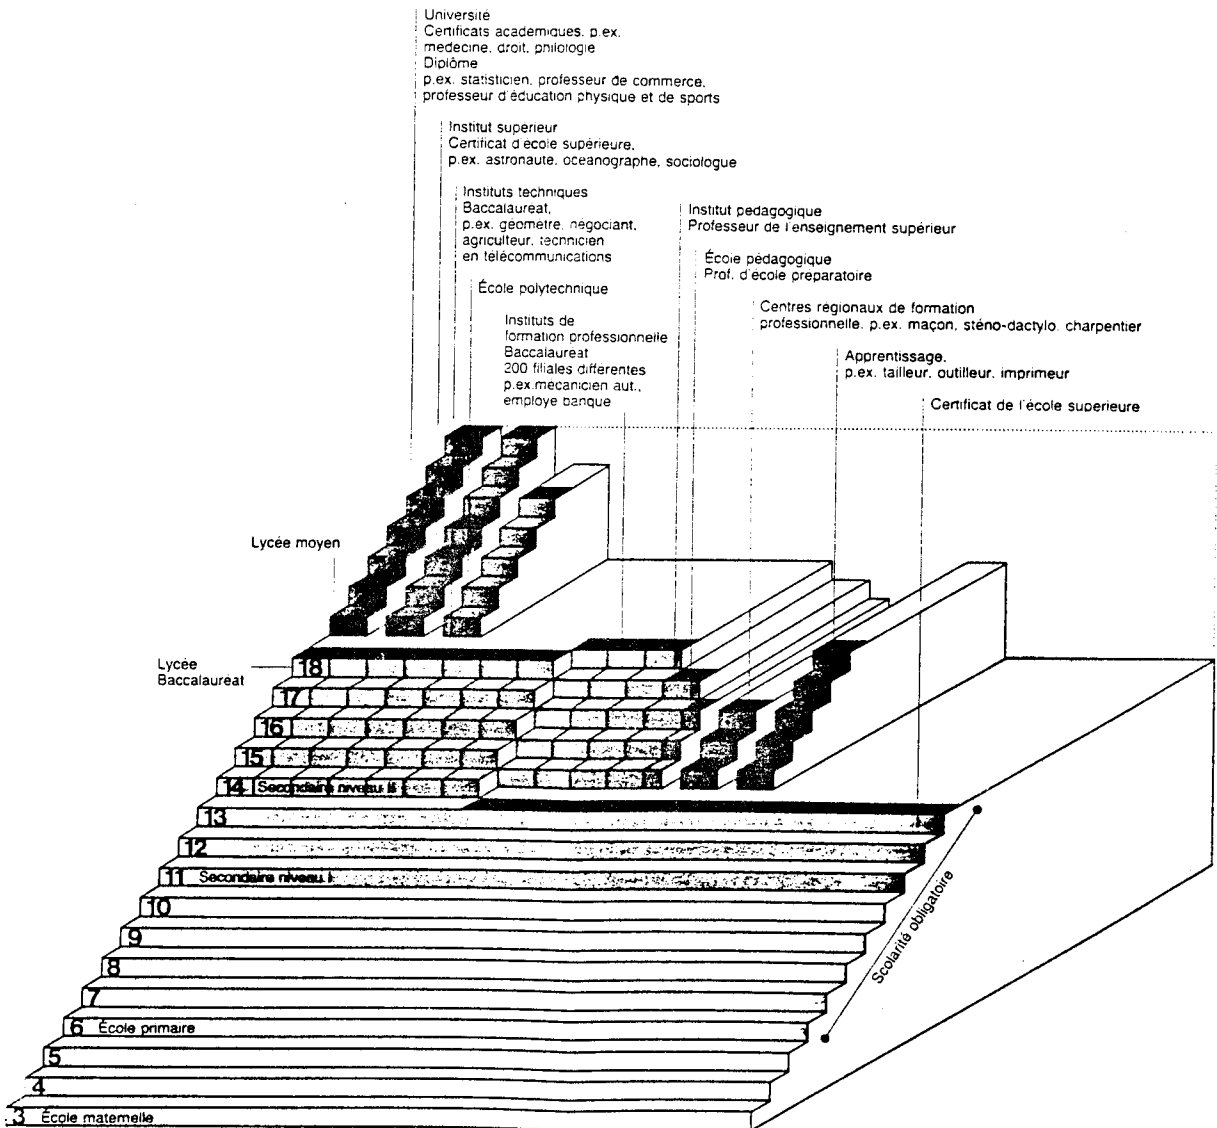 Université
Certificats académiques, p.ex.
médecine, droit, philologie
Diplôme
p.ex. statisticien, professeur de commerce,
professeur d'éducation physique et de sports
Institut supérieur
Certificat d'école supérieure,
p.ex. astronaute, océanographe, sociologue
Instituts techniques
Baccalauréat,
p.ex. géomètre, négociant,
agriculteur, technicien
en télécommunications
Institut pédagogique
Professeur de l'enseignement supérieur
École pédagogique
Prof. d'école préparatoire
École polytechnique
Centres régionaux de formation
professionnelle, p.ex. maçon, sténo-dactylo, charpentier
Instituts de
formation professionnelle
Baccalauréat
200 filiales différentes
p.ex.mécanicien aut.,
employé banque
Apprentissage,
p.ex. tailleur, outilleur, imprimeur
Certificat de l'école supérieure
Lycée moyen
Lycée
Baccalauréat
18
17
16
15
14 Secondaire niveau II
13
12
11 Secondaire niveau I
10
9
8
7
6 École primaire
5
4
3 École maternelle
Scolarité obligatoire